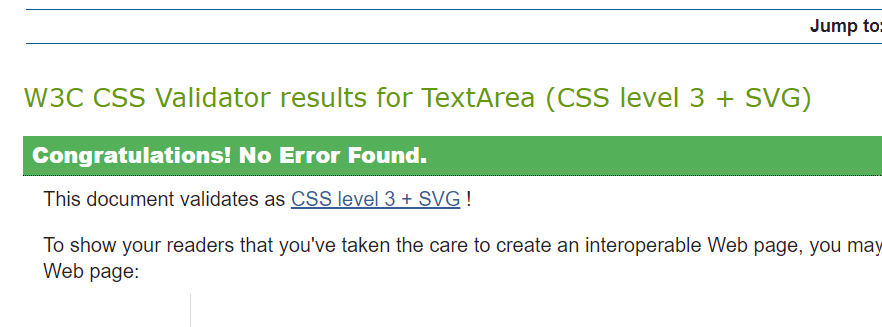 Jump to:
W3C CSS Validator results for TextArea (CSS level 3 + SVG)
Congratulations! No Error Found.
This document validates as CSS level 3 + SVG !
To show your readers that you've taken the care to create an interoperable Web page, you may
Web page: